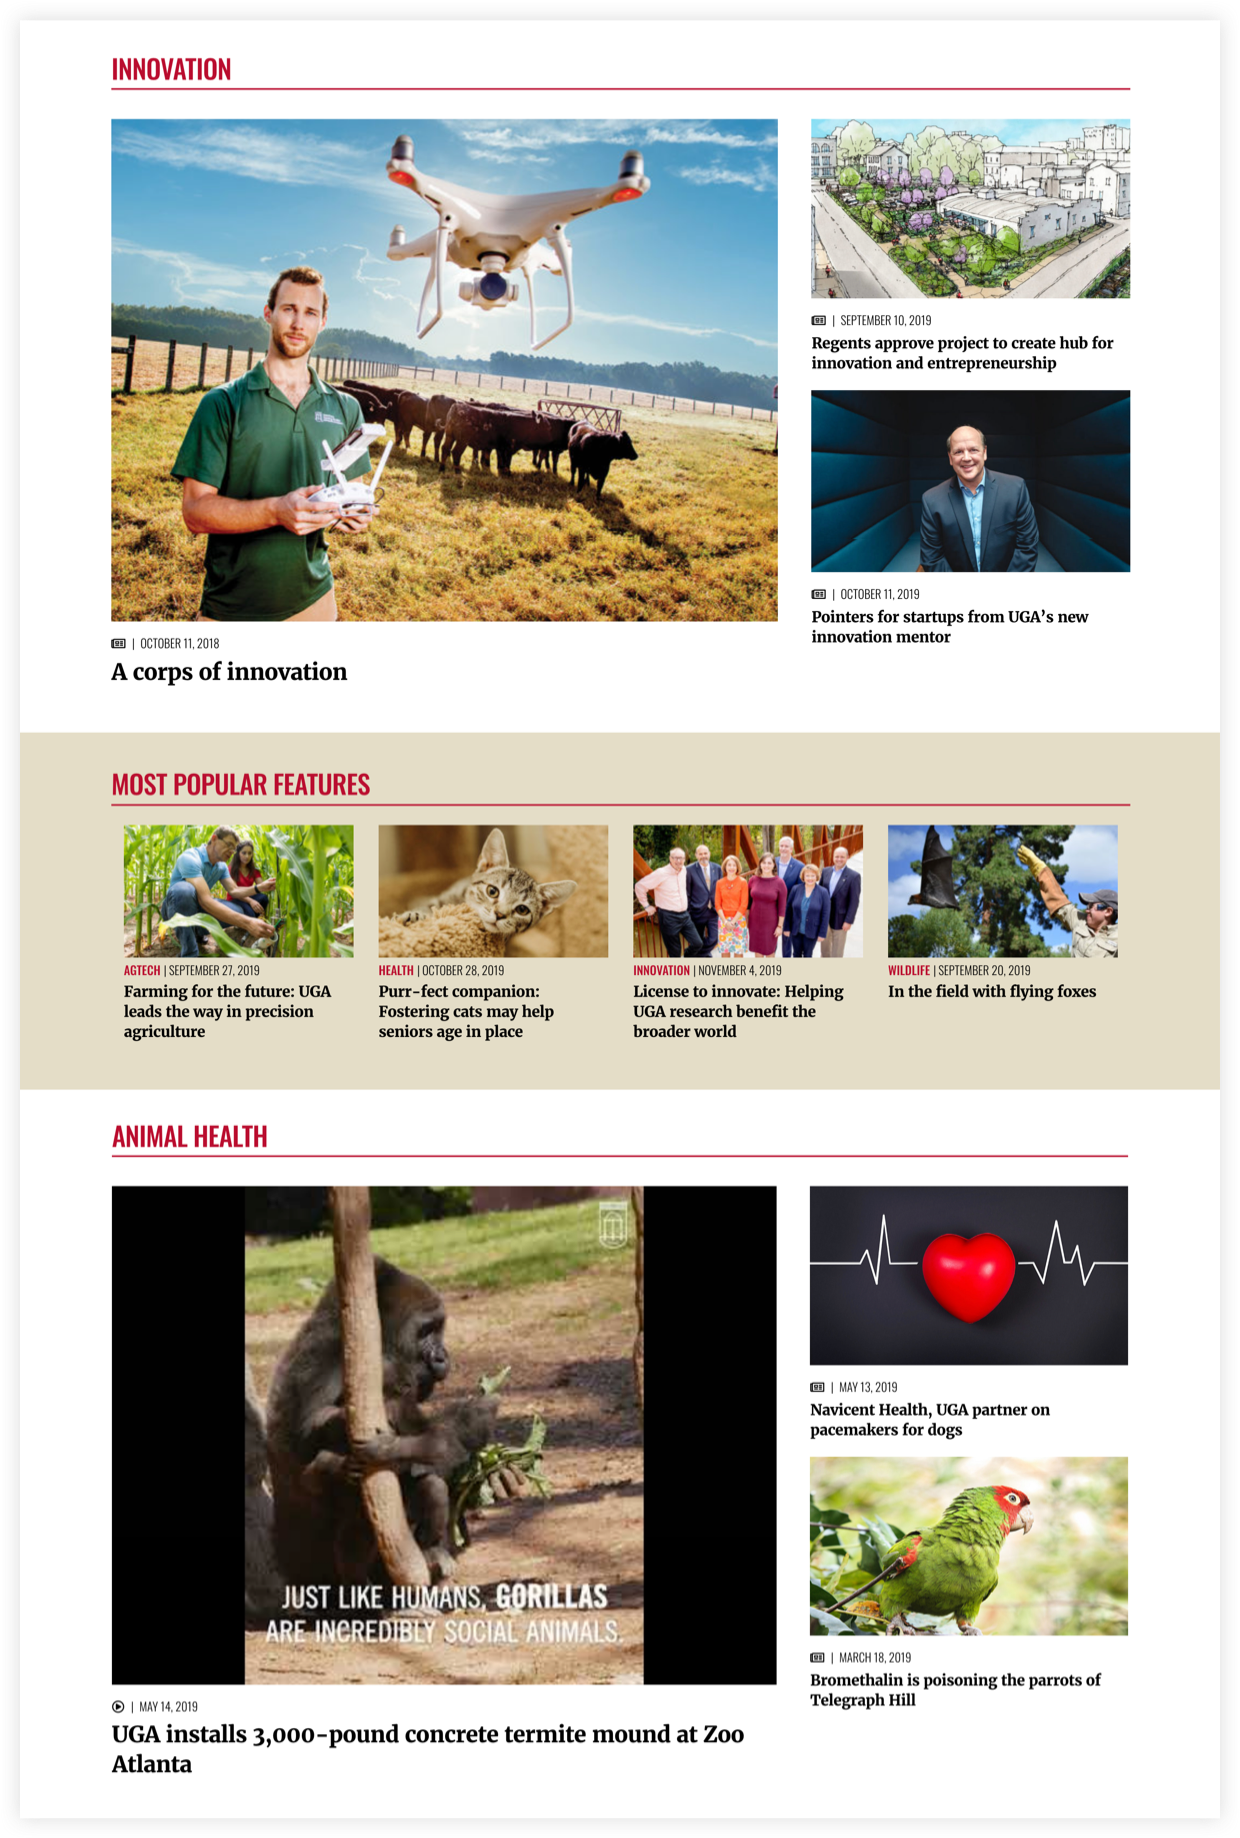 INNOVATION
| OCTOBER 11, 2018
A corps of innovation
| SEPTEMBER 10, 2019
Regents approve project to create hub for
innovation and entrepreneurship
| OCTOBER 11, 2019
Pointers for startups from UGA’s new
innovation mentor
MOST POPULAR FEATURES
AGTECH | SEPTEMBER 27, 2019
Farming for the future: UGA
leads the way in precision
agriculture
HEALTH | OCTOBER 28, 2019
Purr-fect companion:
Fostering cats may help
seniors age in place
INNOVATION | NOVEMBER 4, 2019
License to innovate: Helping
UGA research benefit the
broader world
WILDLIFE | SEPTEMBER 20, 2019
In the field with flying foxes
ANIMAL HEALTH
JUST LIKE HUMANS, GORILLAS
ARE INCREDIBLY SOCIAL ANIMALS.
| MAY 14, 2019
UGA installs 3,000-pound concrete termite mound at Zoo
Atlanta
| MAY 13, 2019
Navicent Health, UGA partner on
pacemakers for dogs
| MARCH 18, 2019
Bromethalin is poisoning the parrots of
Telegraph Hill